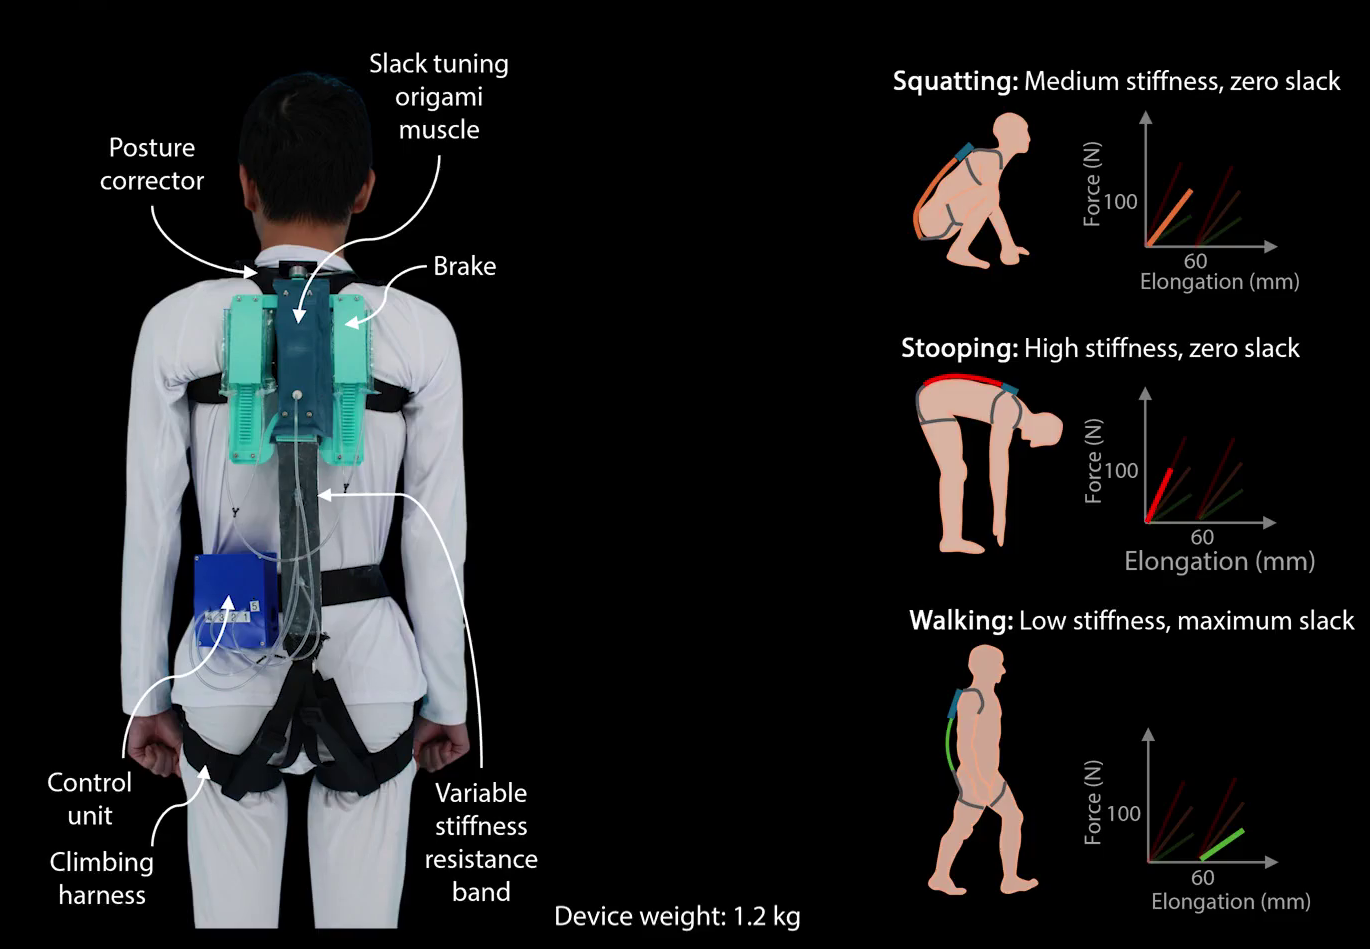 Slack tuning
origami
muscle
Posture
corrector
Brake
Control
unit
Climbing
harness
Variable
stiffness
resistance
band
Device weight: 1.2 kg
Squatting: Medium stiffness, zero slack
Force (N)
100
60
Elongation (mm)
Stooping: High stiffness, zero slack
Force (N)
100
60
Elongation (mm)
Walking: Low stiffness, maximum slack
Force (N)
100
60
Elongation (mm)
5
3 2 1